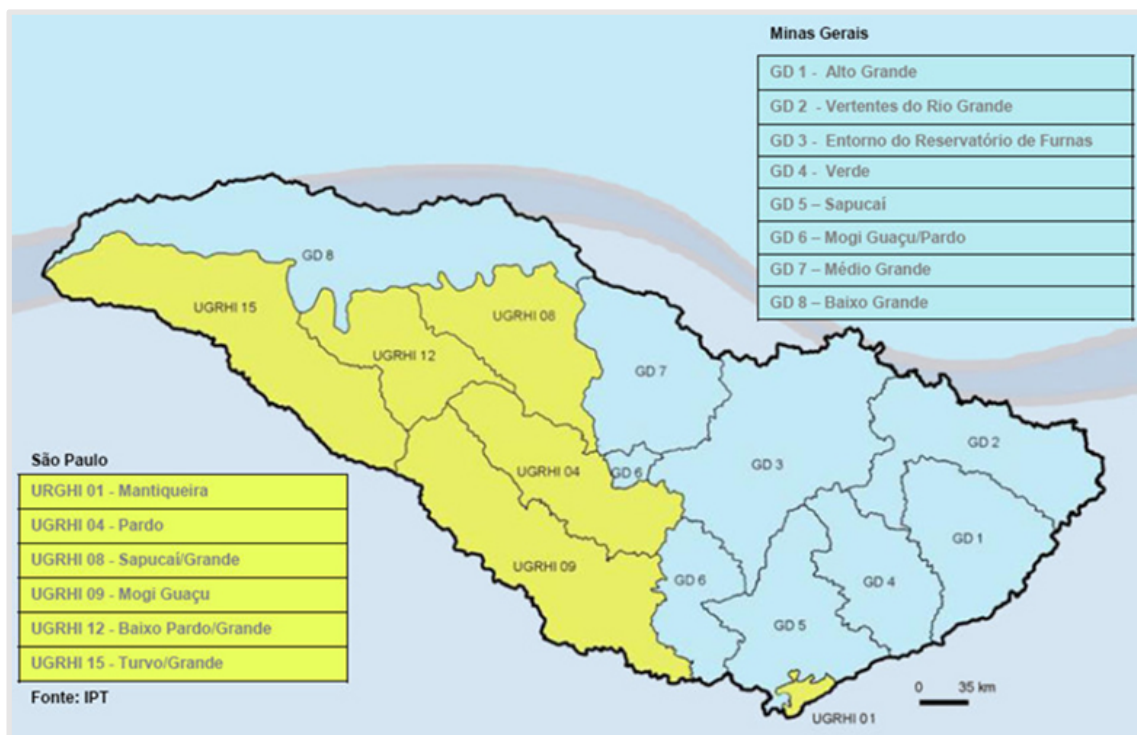 Minas Gerais
GD 1 - Alto Grande
GD 2 - Vertentes do Rio Grande
GD 3 - Entorno do Reservatório de Furnas
GD 4 - Verde
GD 5 – Sapucaí
GD 6 – Mogi Guaçu/Pardo
GD 7 – Médio Grande
GD 8 – Baixo Grande
GD 8
UGRHI 15
UGRHI 08
UGRHI 12
GD 7
GD 2
GD 3
GD 6
UGRHI 04
GD 1
UGRHI 09
GD 6
GD 4
GD 5
UGRHI 01
0 35 km
São Paulo
URGHI 01 - Mantiqueira
UGRHI 04 - Pardo
UGRHI 08 - Sapucaí/Grande
UGRHI 09 - Mogi Guaçu
UGRHI 12 - Baixo Pardo/Grande
UGRHI 15 - Turvo/Grande
Fonte: IPT